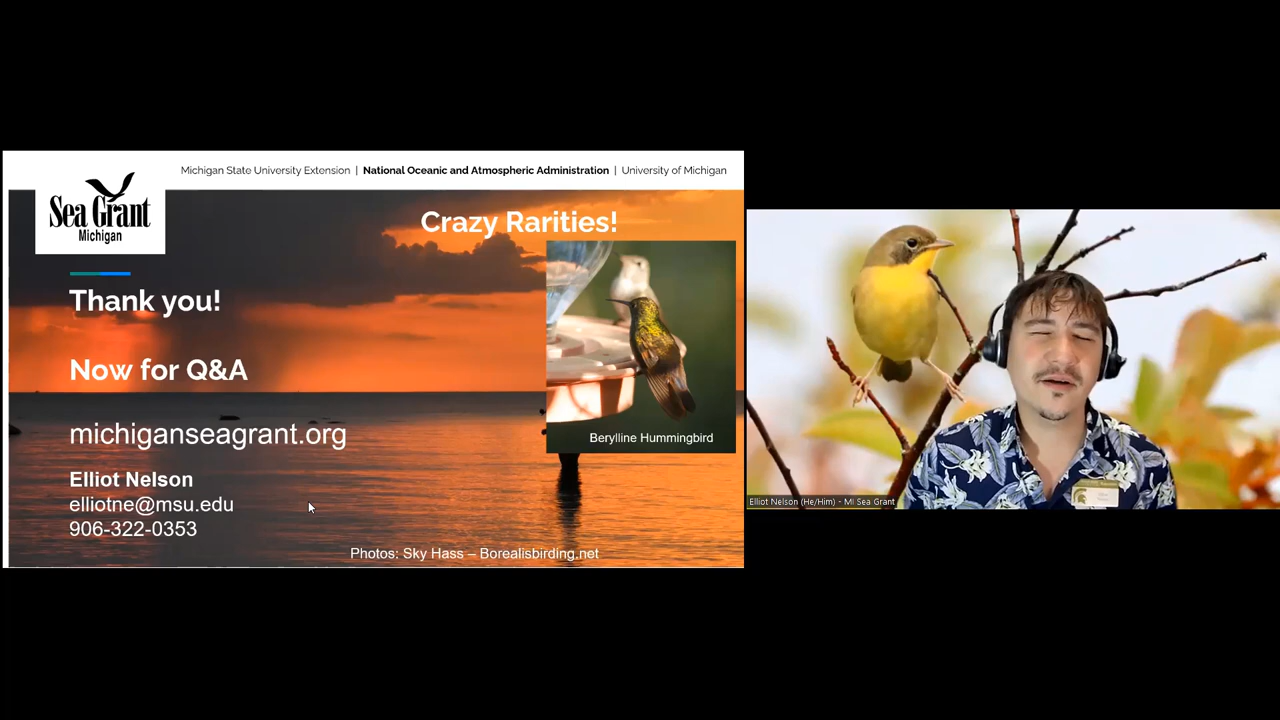 Michigan State University Extension | National Oceanic and Atmospheric Administration | University of Michigan
Sea Grant
Michigan
Crazy Rarities!
Thank you!
Now for Q&A
michiganseagrant.org
Berylline Hummingbird
Elliot Nelson
elliotne@msu.edu
906-322-0353
Photos: Sky Hass – Borealisbirding.net
Elliot Nelson (He/Him) - MI Sea Grant